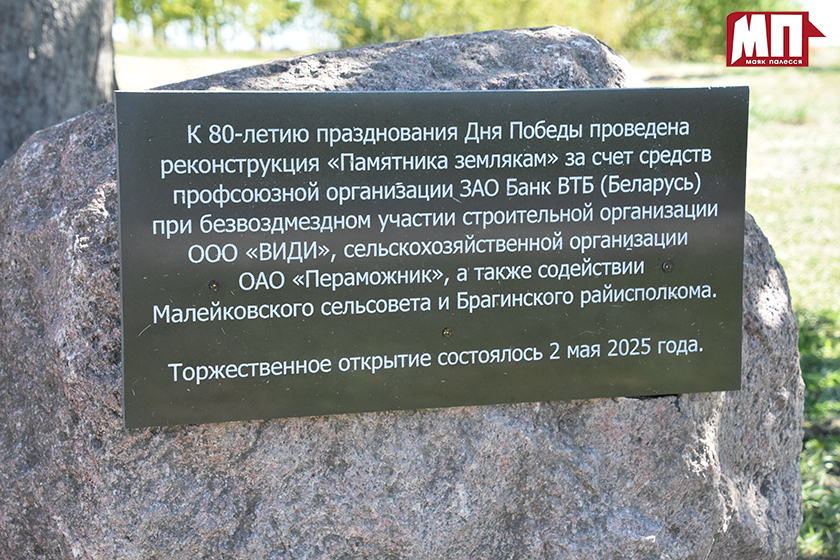 МП
МАЯК ПАЛЕССЯ
К 80-летию празднования Дня Победы проведена
реконструкция «Памятника землякам» за счет средств
профсоюзной организации ЗАО Банк ВТБ (Беларусь)
при безвоздмездном участии строительной организации
ООО «ВИДИ», сельскохозяйственной организации
ОАО «Пераможник», а также содействии
Малейковского сельсовета и Брагинского райисполкома.
Торжественное открытие состоялось 2 мая 2025 года.